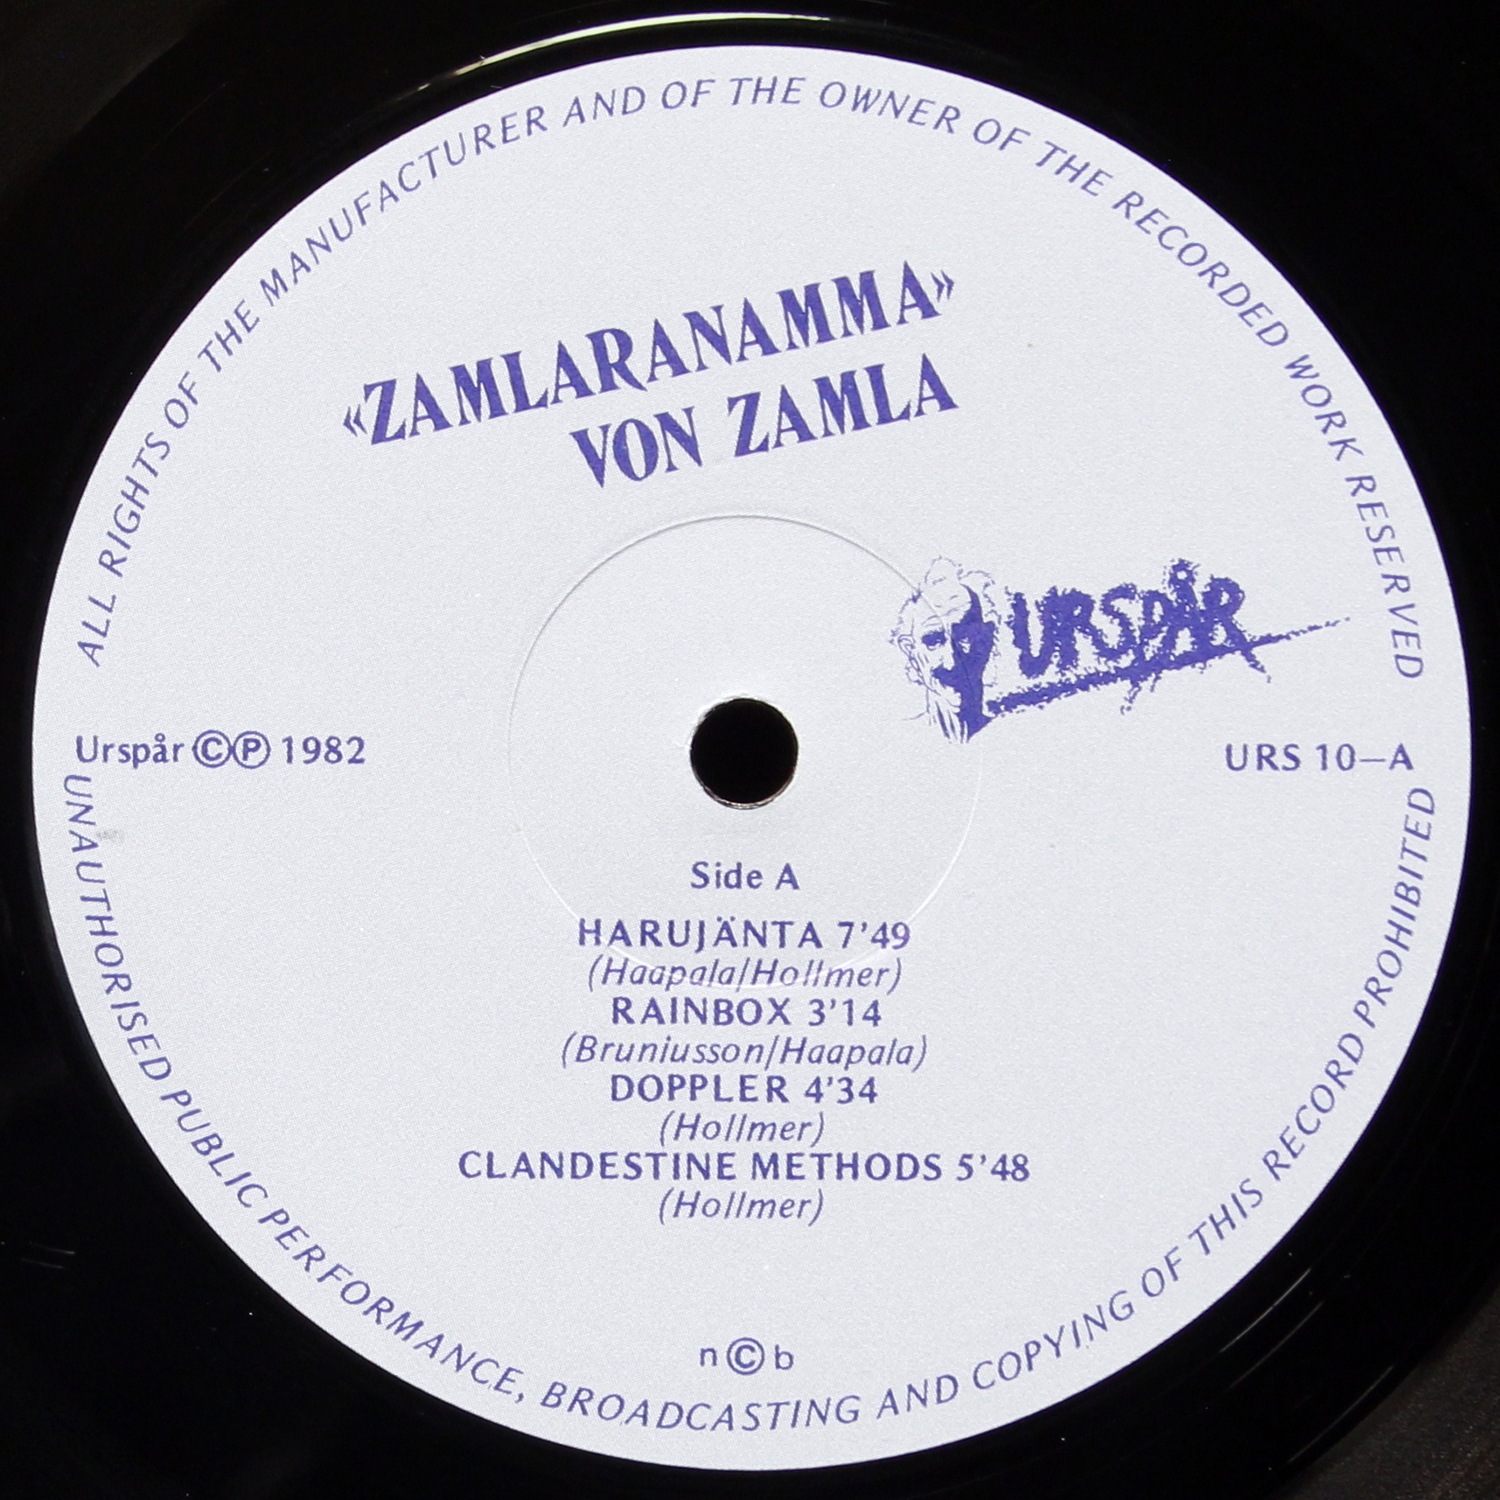 ALL RIGHTS OF THE MANUFACTURER AND OF THE OWNER OF THE RECORDED WORK RESERVED
«ZAMLARANAMMA»
VON ZAMLA
URSPÅR
Urspår ©℗ 1982
URS 10–A
Side A
HARUJÄNTA 7'49
(Haapala/Hollmer)
RAINBOX 3'14
(Bruniusson/Haapala)
DOPPLER 4'34
(Hollmer)
CLANDESTINE METHODS 5'48
(Hollmer)
n©b
UNAUTHORISED PUBLIC PERFORMANCE, BROADCASTING AND COPYING OF THIS RECORD PROHIBITED